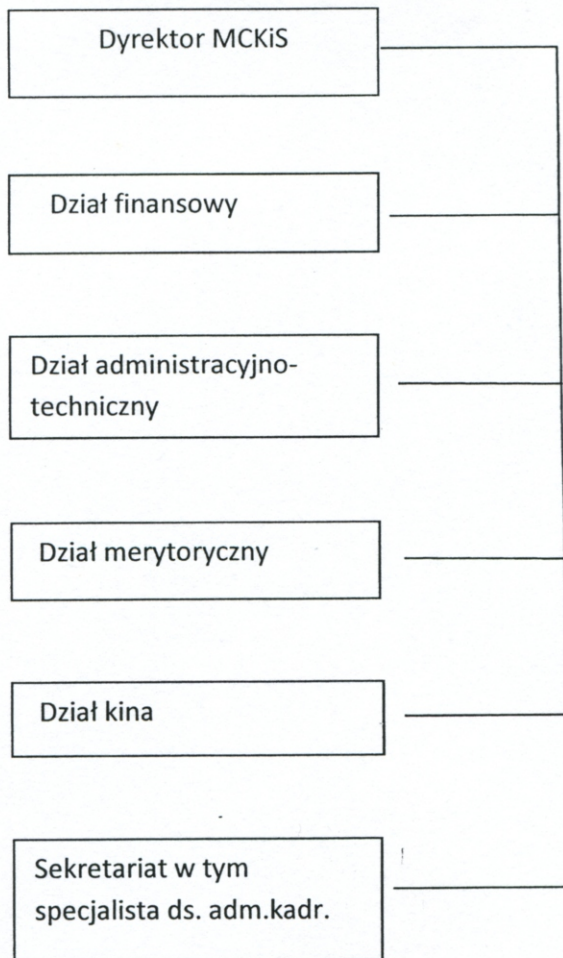 Dyrektor MCKiS
Dział finansowy
Dział administracyjno-
techniczny
Dział merytoryczny
Dział kina
Sekretariat w tym
specjalista ds. adm.kadr.